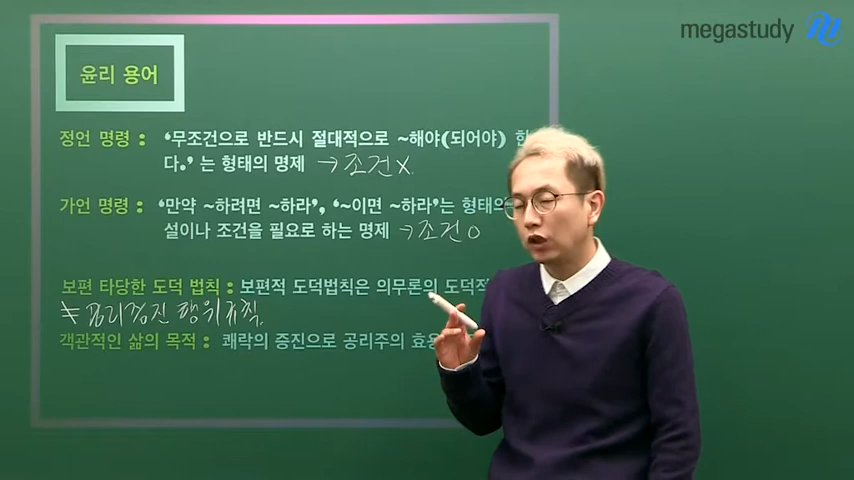 megastudy
윤리 용어
정언 명령 : ‘무조건으로 반드시 절대적으로 ~해야(되어야) 한
다.’ 는 형태의 명제 → 조건 X.
가언 명령 : ‘만약 ~하려면 ~하라’, ‘~이면 ~하라’는 형태의
설이나 조건을 필요로 하는 명제 → 조건 O
보편 타당한 도덕 법칙 : 보편적 도덕법칙은 의무론의 도덕적
≠ 공리검진 행위규칙.
객관적인 삶의 목적 : 쾌락의 증진으로 공리주의 효용